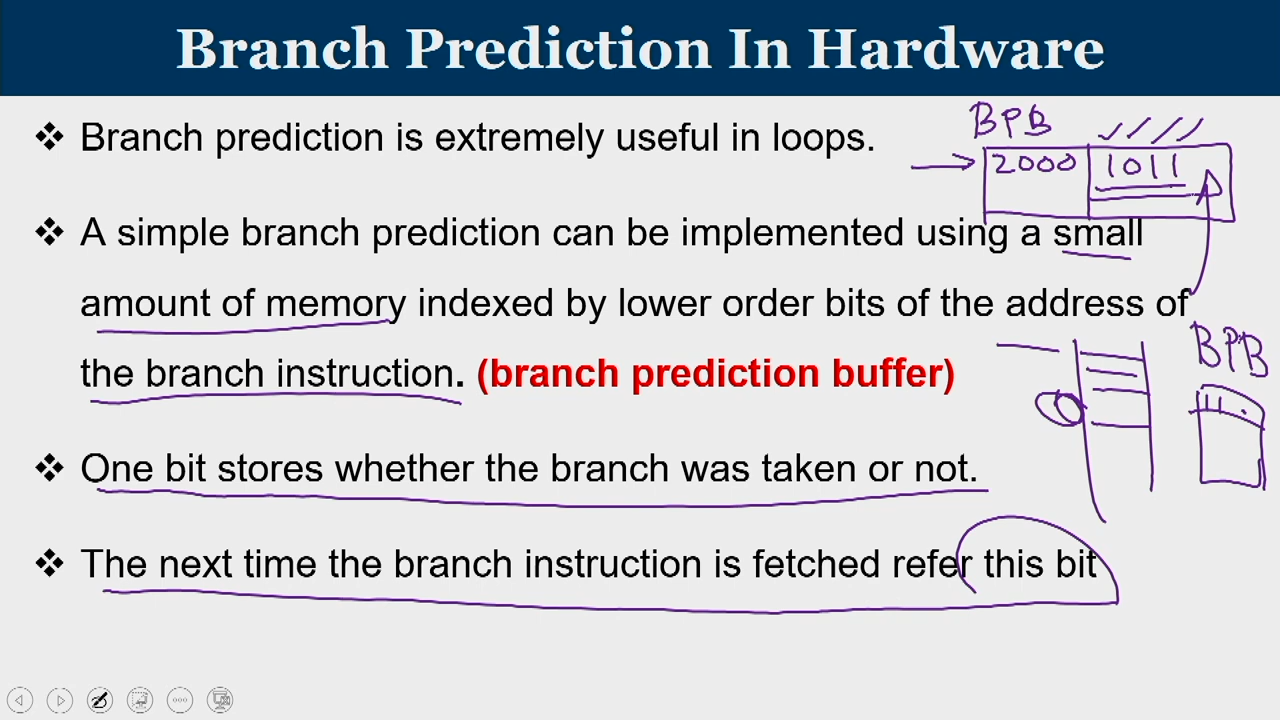 Branch Prediction In Hardware
❖ Branch prediction is extremely useful in loops.
BPB
2000 1011
❖ A simple branch prediction can be implemented using a small
amount of memory indexed by lower order bits of the address of
the branch instruction. (branch prediction buffer)
BPB
❖ One bit stores whether the branch was taken or not.
❖ The next time the branch instruction is fetched refer this bit